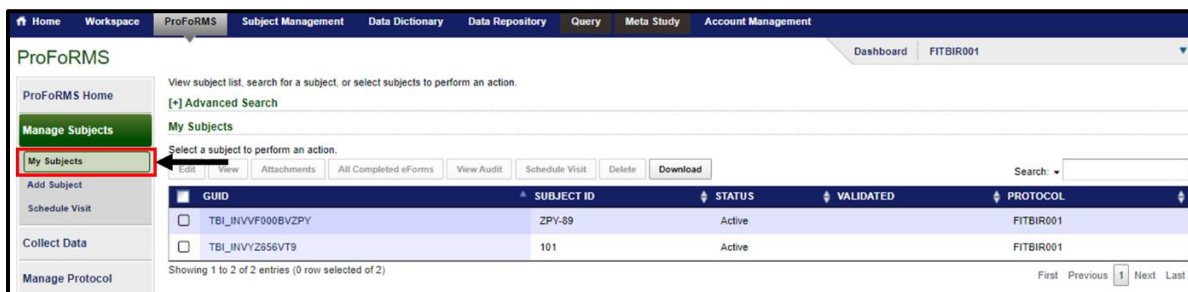 Home Workspace ProFoRMS Subject Management Data Dictionary Data Repository Query Meta Study Account Management
ProFoRMS
Dashboard FITBIR001
ProFoRMS Home
Manage Subjects
My Subjects
Add Subject
Schedule Visit
Collect Data
Manage Protocol
View subject list, search for a subject, or select subjects to perform an action.
[+] Advanced Search
My Subjects
Select a subject to perform an action.
Edit View Attachments All Completed eForms View Audit Schedule Visit Delete Download Search:
GUID SUBJECT ID STATUS VALIDATED PROTOCOL
TBI_INVVF000BVZPY ZPY-89 Active FITBIR001
TBI_INVYZ656VT9 101 Active FITBIR001
Showing 1 to 2 of 2 entries (0 row selected of 2) First Previous 1 Next Last